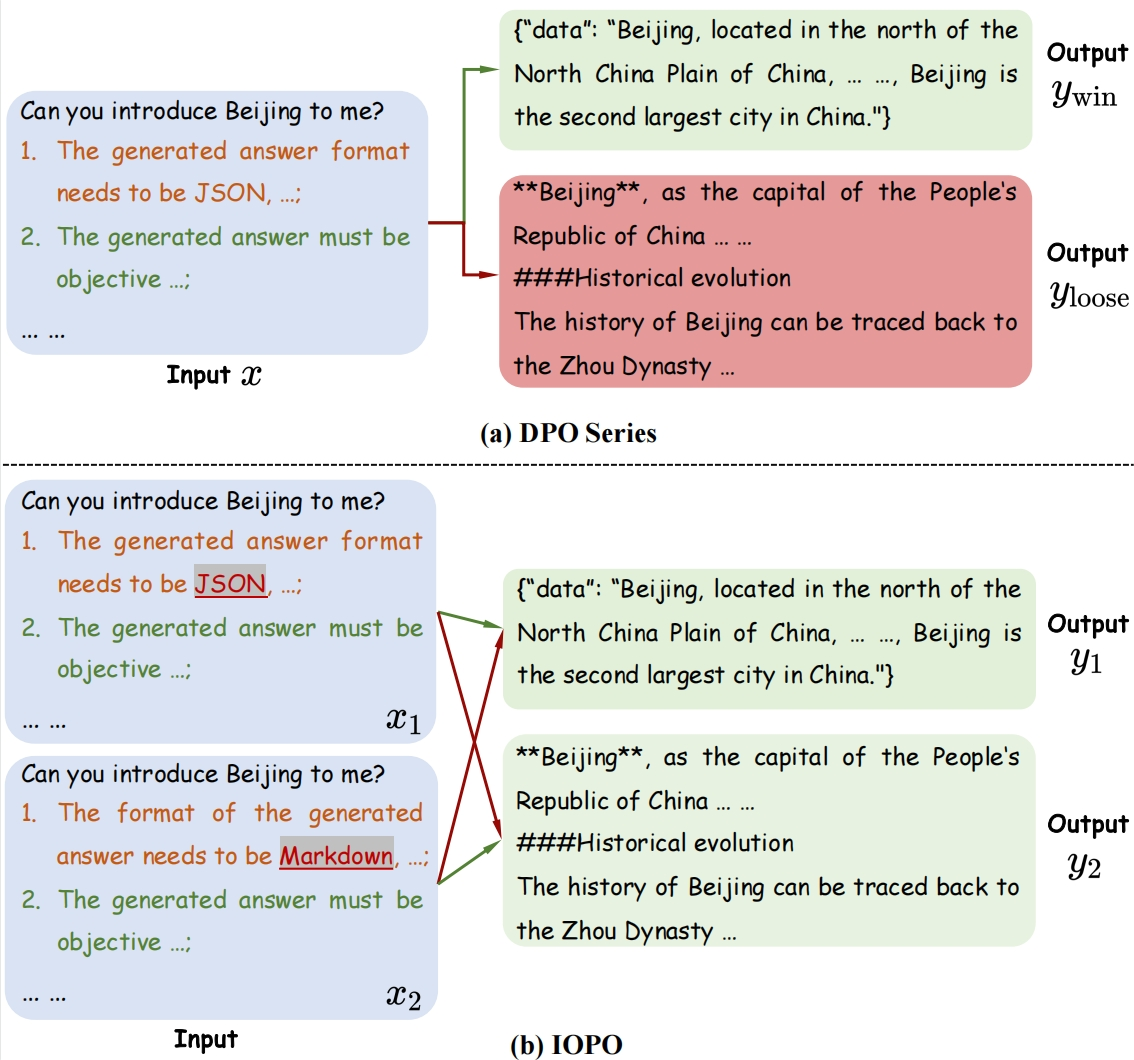 Can you introduce Beijing to me?
1. The generated answer format
needs to be JSON, ...;
2. The generated answer must be
objective ...;
... ...
Input x
{“data”: “Beijing, located in the north of the
North China Plain of China, ... ..., Beijing is
the second largest city in China."}
Output
y_win
**Beijing**, as the capital of the People's
Republic of China ... ...
###Historical evolution
The history of Beijing can be traced back to
the Zhou Dynasty ...
Output
y_loose
(a) DPO Series
Can you introduce Beijing to me?
1. The generated answer format
needs to be JSON, ...;
2. The generated answer must be
objective ...;
... ...
x_1
Can you introduce Beijing to me?
1. The format of the generated
answer needs to be Markdown, ...;
2. The generated answer must be
objective ...;
... ...
x_2
Input
{“data”: “Beijing, located in the north of the
North China Plain of China, ... ..., Beijing is
the second largest city in China."}
Output
y_1
**Beijing**, as the capital of the People's
Republic of China ... ...
###Historical evolution
The history of Beijing can be traced back to
the Zhou Dynasty ...
Output
y_2
(b) IOPO